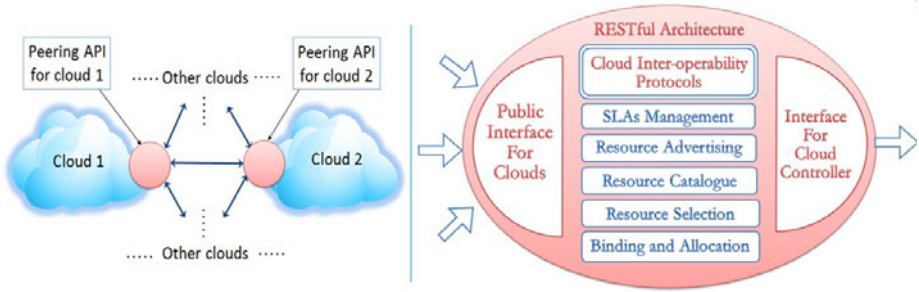 Peering API
for cloud 1
Peering API
for cloud 2
...... Other clouds ......
Cloud 1
Cloud 2
...... Other clouds ......
RESTful Architecture
Cloud Inter-operability
Protocols
Public
Interface
For
Clouds
SLAs Management
Resource Advertising
Resource Catalogue
Resource Selection
Binding and Allocation
Interface
For
Cloud
Controller